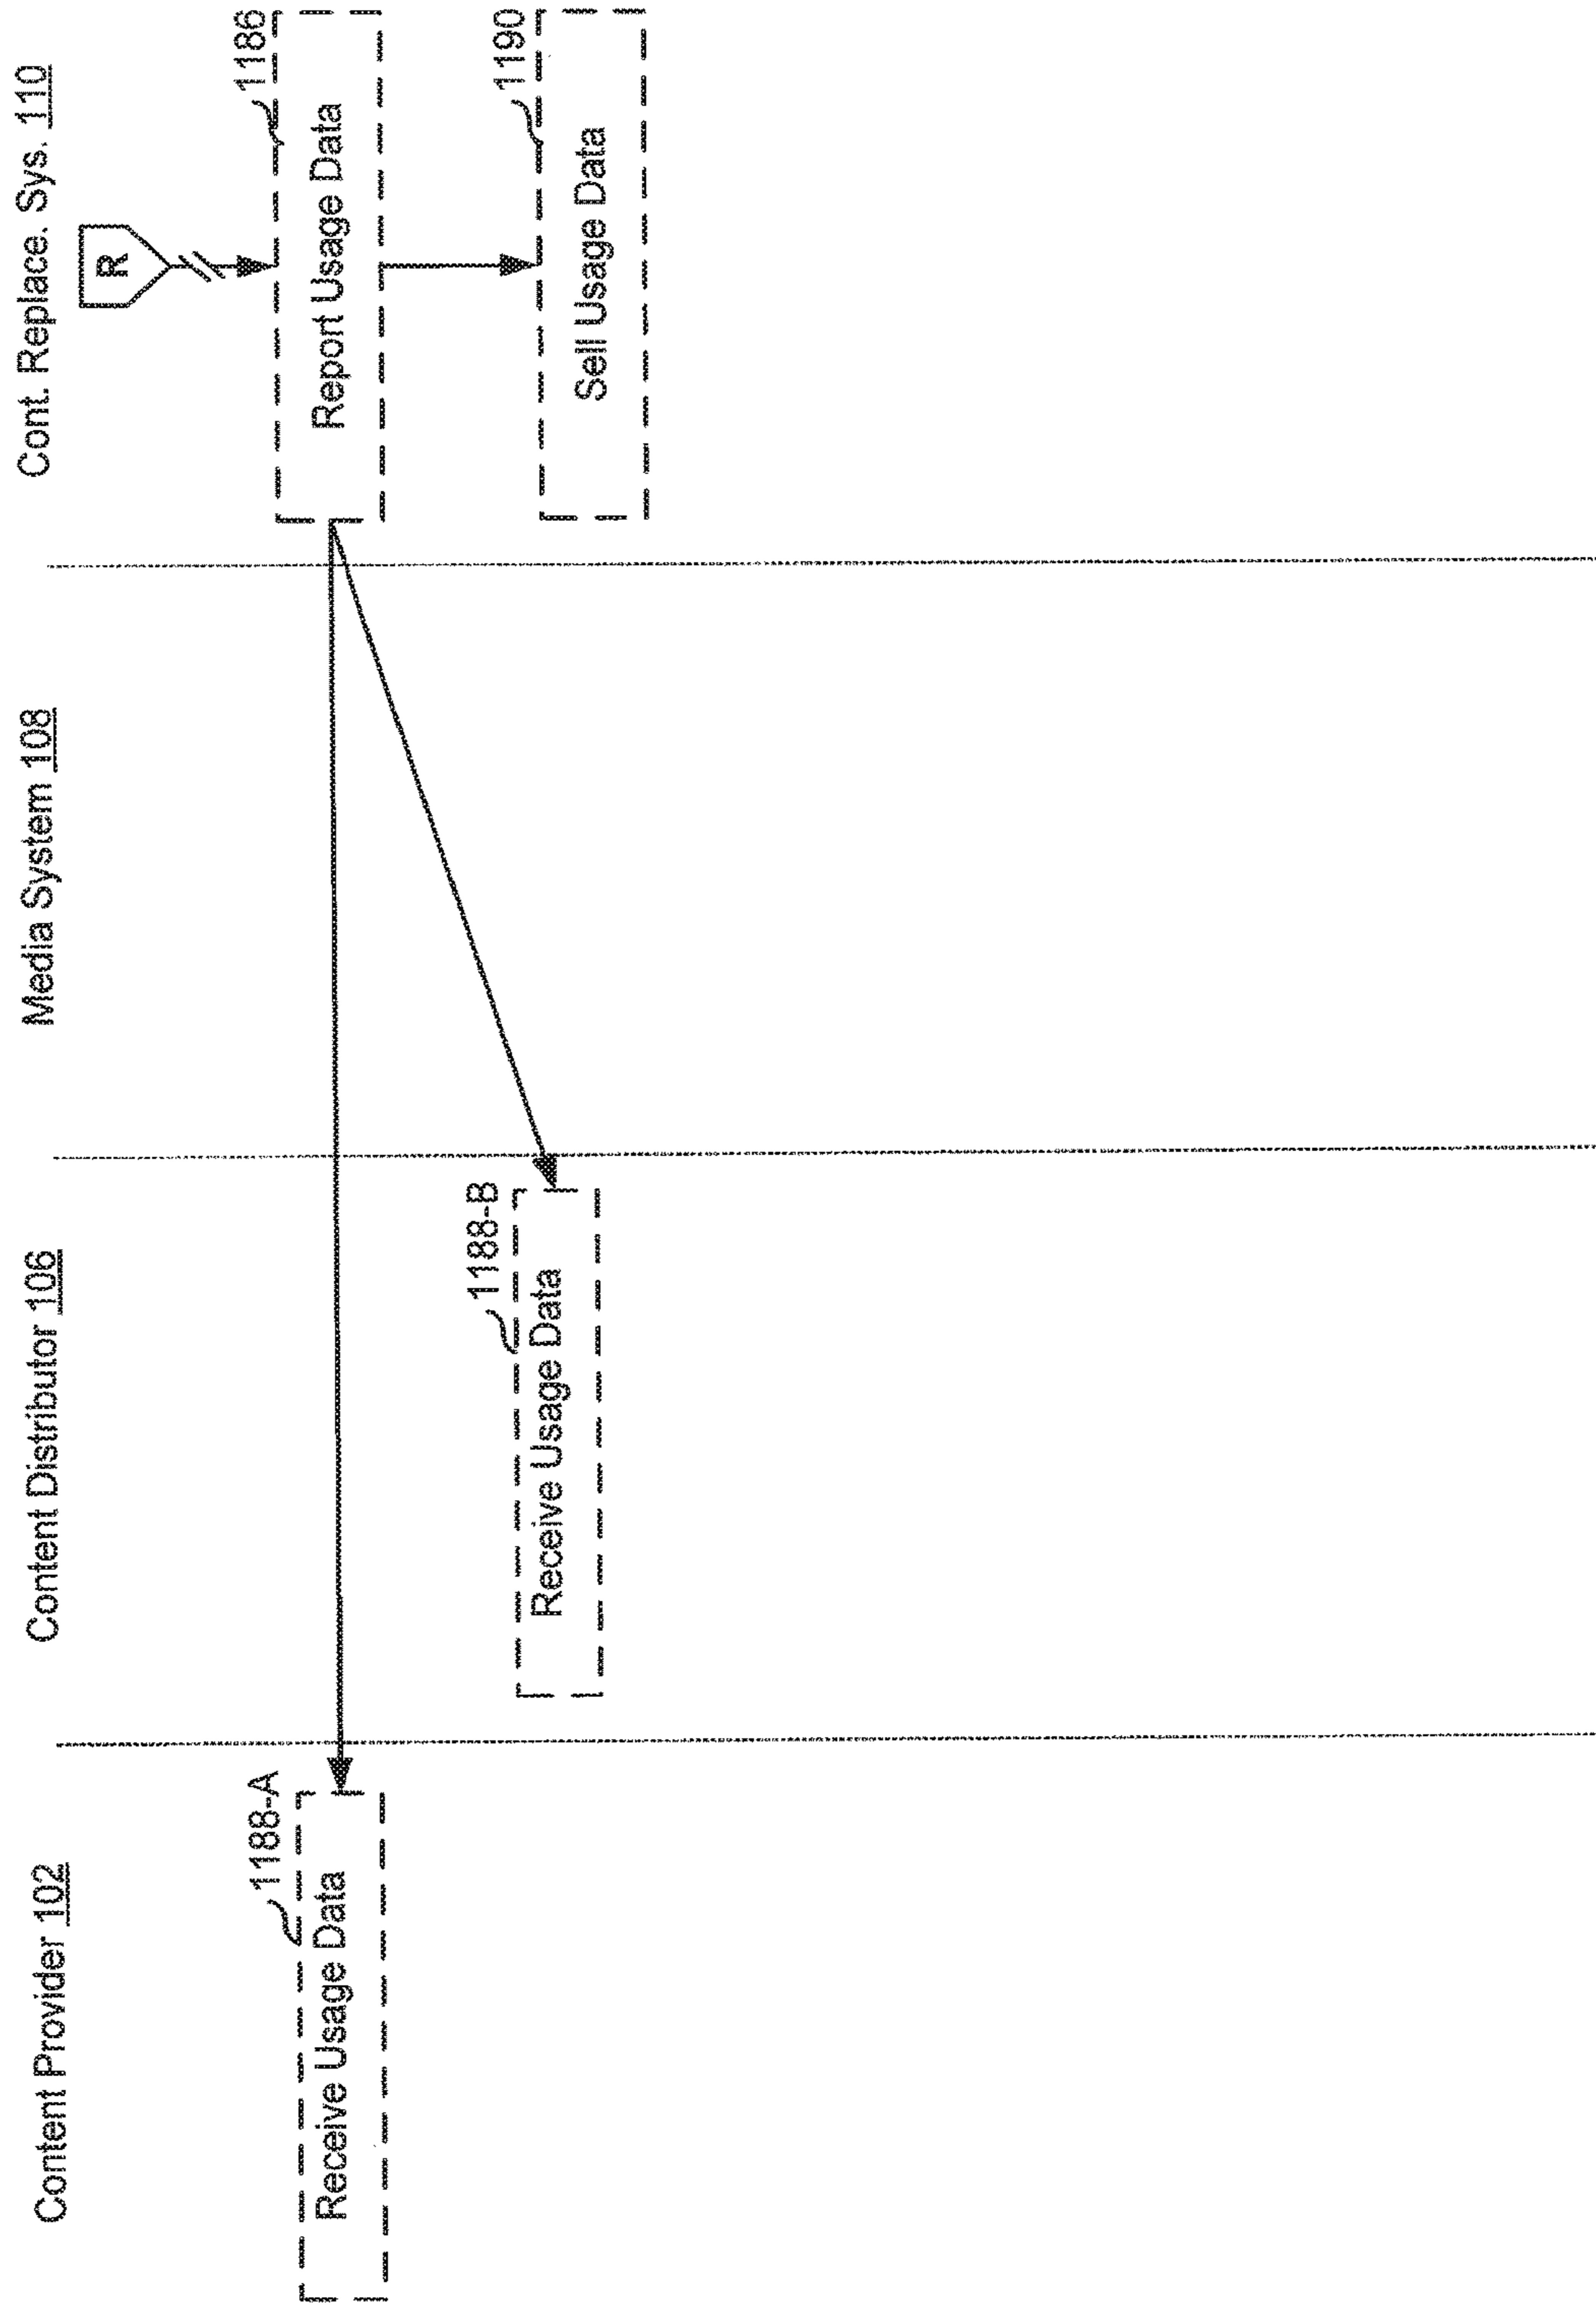 Content Provider 102
Content Distributor 106
Media System 108
Cont. Replace. Sys. 110
R
1186
Report Usage Data
1188-A
Receive Usage Data
1188-B
Receive Usage Data
1190
Sell Usage Data